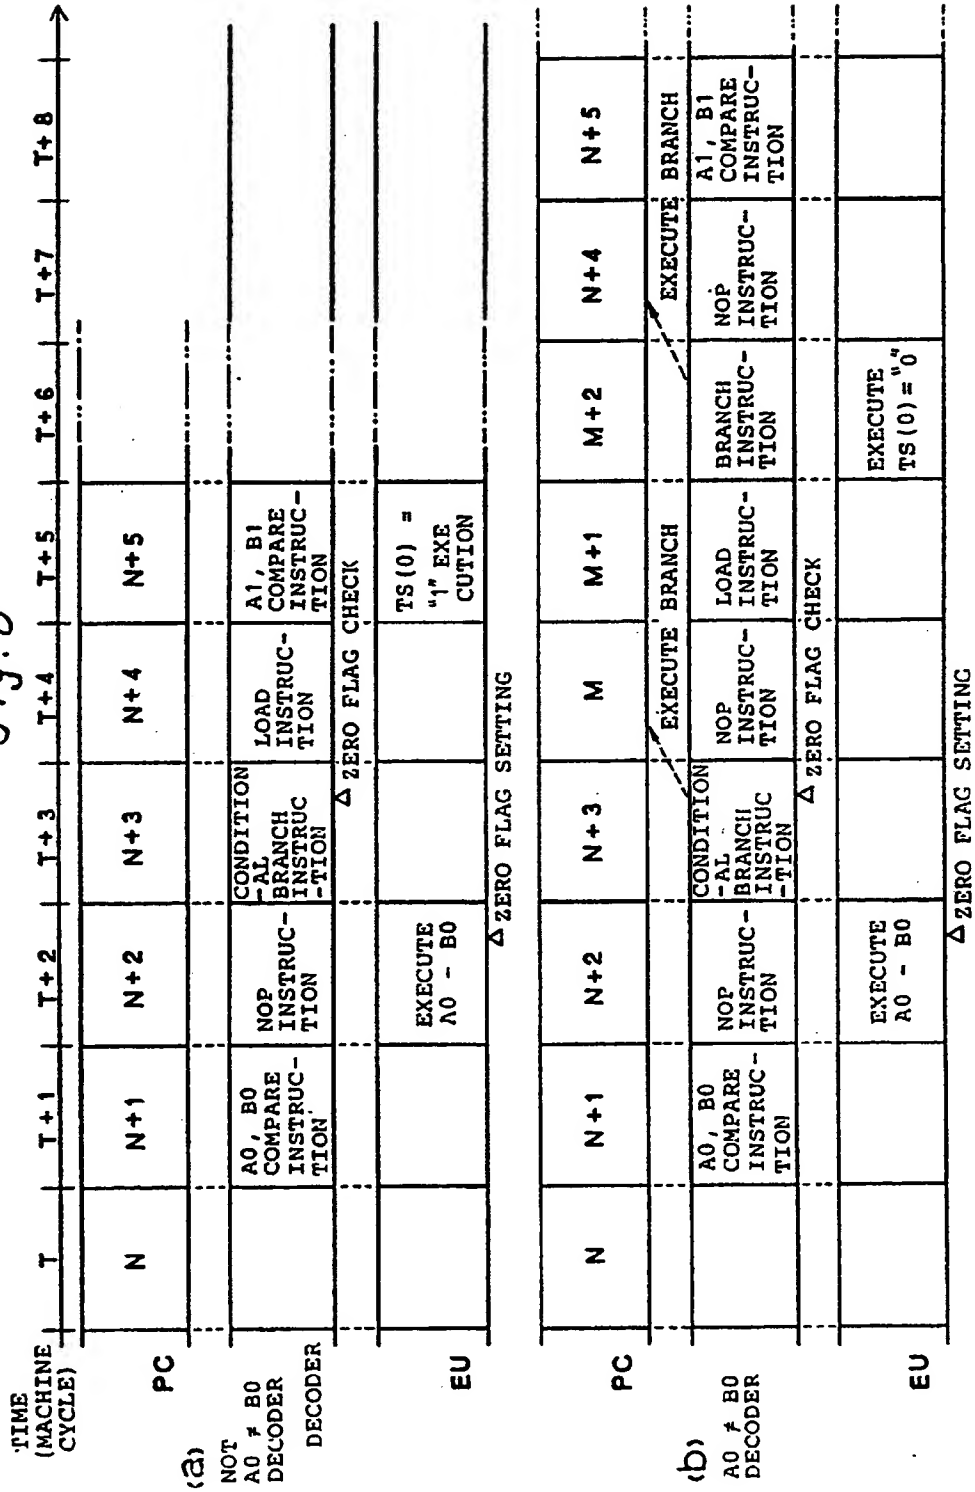 TIME
(MACHINE
CYCLE)
T
T+1
T+2
T+3
T+4
T+5
T+6
T+7
T+8
(a)
NOT
A0 ≠ B0
DECODER
PC
N
N+1
N+2
N+3
N+4
N+5
DECODER
A0, B0
COMPARE
INSTRUC-
TION
NOP
INSTRUC-
TION
CONDITION
-AL
BRANCH
INSTRUC
-TION
LOAD
INSTRUC-
TION
A1, B1
COMPARE
INSTRUC-
TION
Δ ZERO FLAG CHECK
EU
EXECUTE
A0 - B0
TS(0) =
"1" EXE
CUTION
Δ ZERO FLAG SETTING
(b)
A0 ≠ B0
DECODER
PC
N
N+1
N+2
N+3
M
M+1
M+2
N+4
N+5
EXECUTE BRANCH
EXECUTE BRANCH
A0, B0
COMPARE
INSTRUC-
TION
NOP
INSTRUC-
TION
CONDITION
-AL
BRANCH
INSTRUC
-TION
NOP
INSTRUC-
TION
LOAD
INSTRUC-
TION
BRANCH
INSTRUC-
TION
NOP
INSTRUC-
TION
A1, B1
COMPARE
INSTRUC-
TION
Δ ZERO FLAG CHECK
EU
EXECUTE
A0 - B0
EXECUTE
TS(0)="0"
Δ ZERO FLAG SETTING